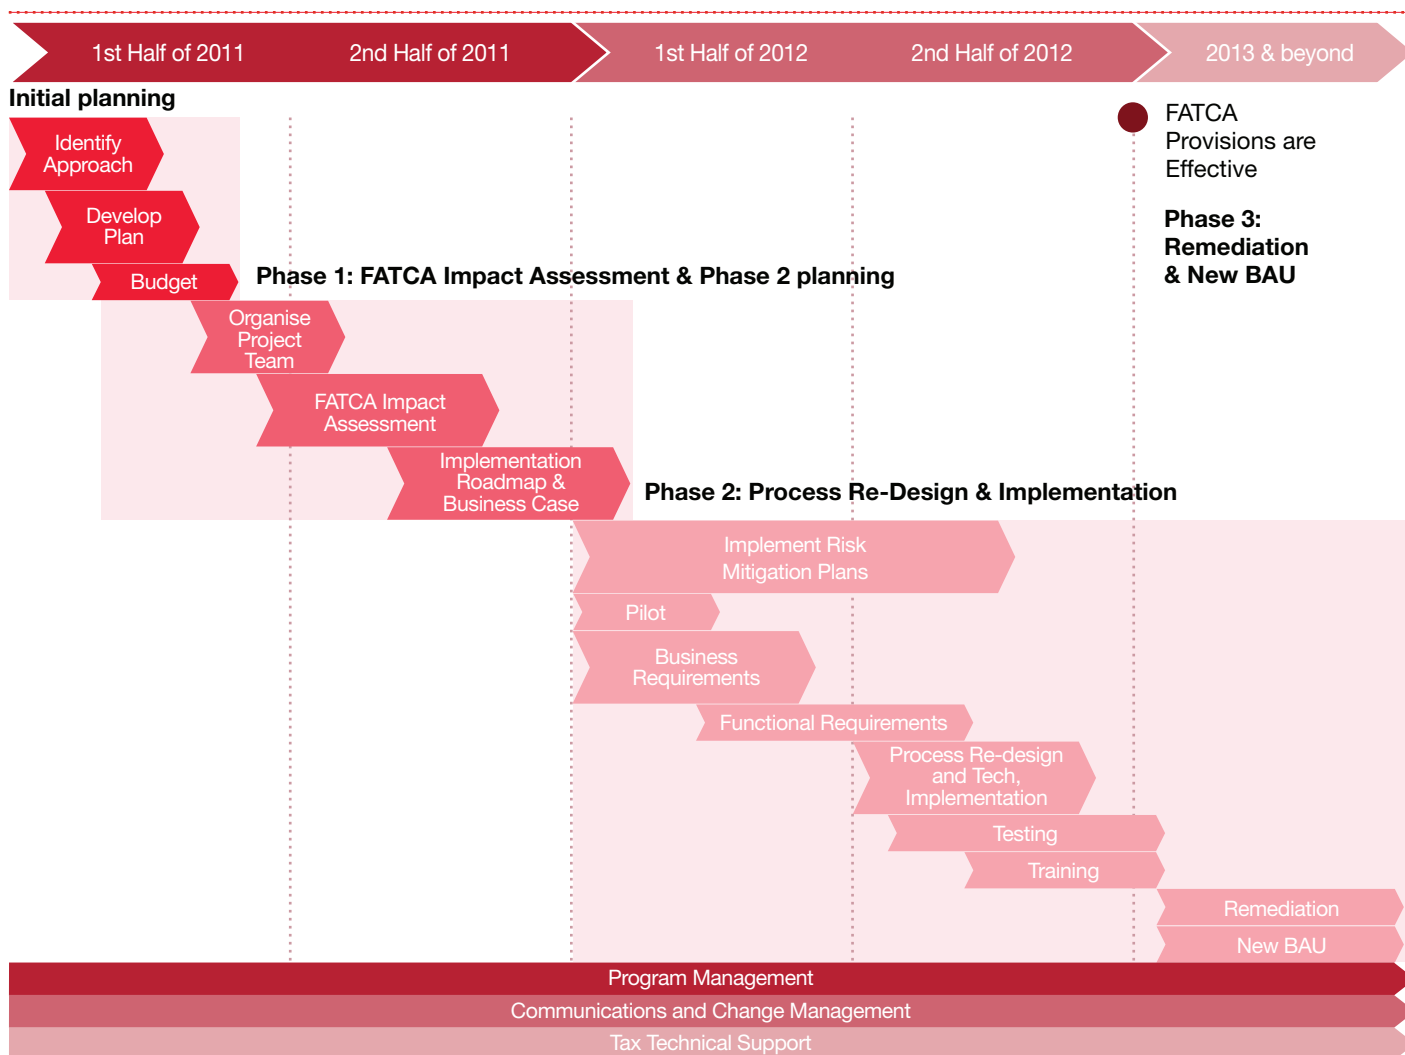 1st Half of 2011
2nd Half of 2011
1st Half of 2012
2nd Half of 2012
2013 & beyond
Initial planning
Identify
Approach
Develop
Plan
Budget
FATCA
Provisions are
Effective
Phase 3:
Remediation
& New BAU
Phase 1: FATCA Impact Assessment & Phase 2 planning
Organise
Project
Team
FATCA Impact
Assessment
Implementation
Roadmap &
Business Case
Phase 2: Process Re-Design & Implementation
Implement Risk
Mitigation Plans
Pilot
Business
Requirements
Functional Requirements
Process Re-design
and Tech,
Implementation
Testing
Training
Remediation
New BAU
Program Management
Communications and Change Management
Tax Technical Support